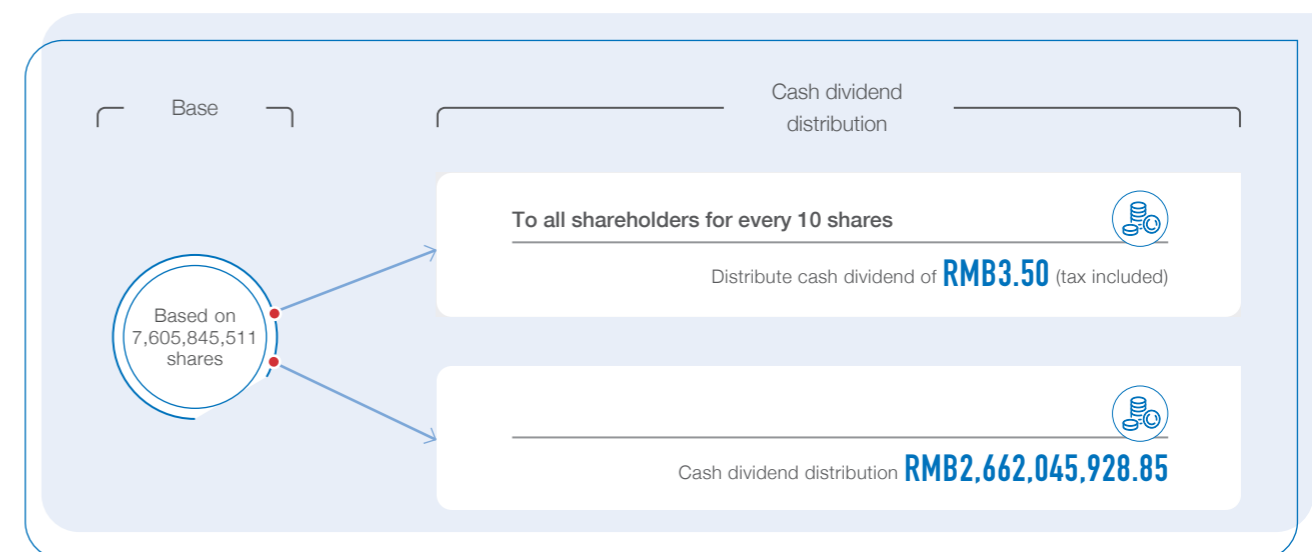 Base
Cash dividend
distribution
Based on
7,605,845,511
shares
To all shareholders for every 10 shares
Distribute cash dividend of RMB3.50 (tax included)
Cash dividend distribution RMB2,662,045,928.85